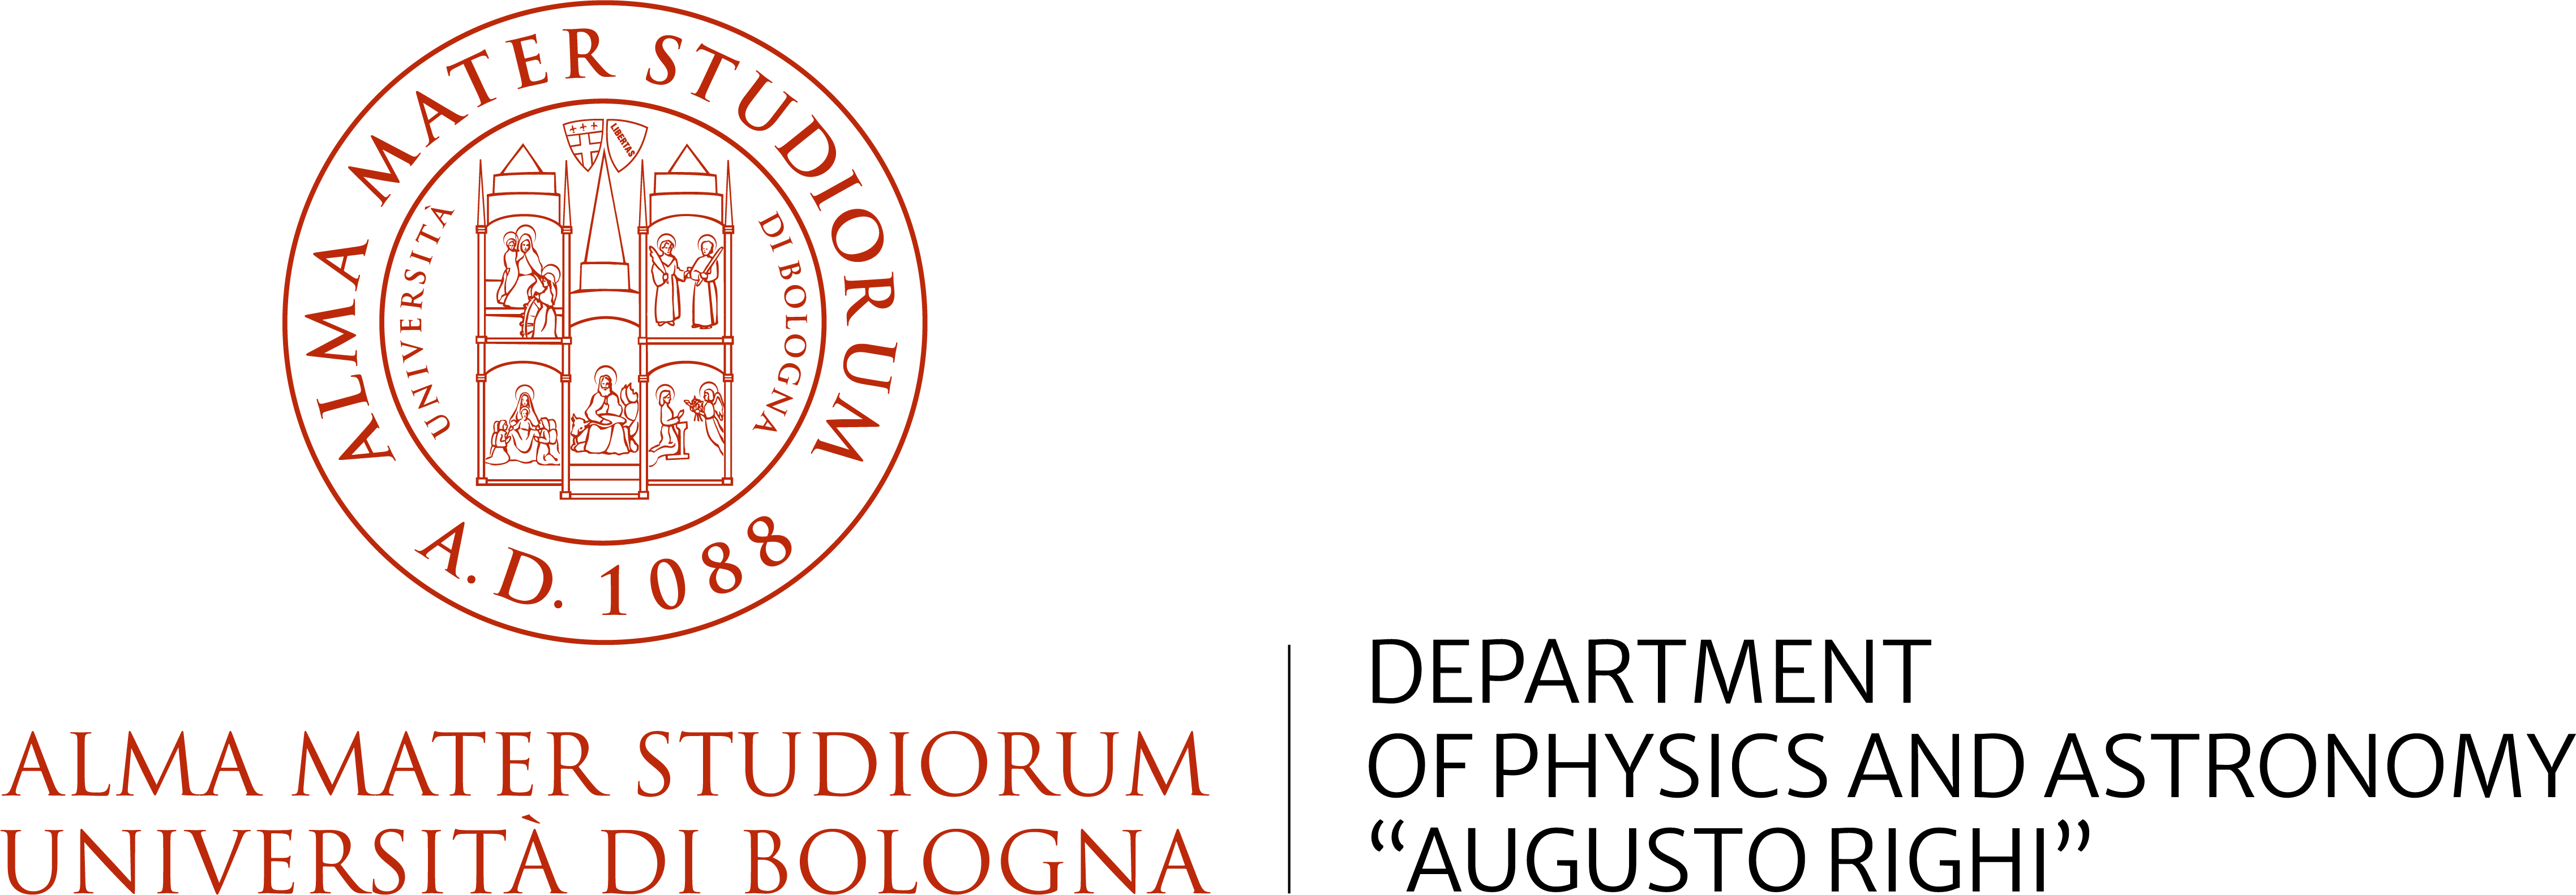 ALMA MATER STUDIORUM
A.D. 1088
UNIVERSITÀ
DI BOLOGNA
LIBERTAS
ALMA MATER STUDIORUM
UNIVERSITÀ DI BOLOGNA
DEPARTMENT
OF PHYSICS AND ASTRONOMY
“AUGUSTO RIGHI”